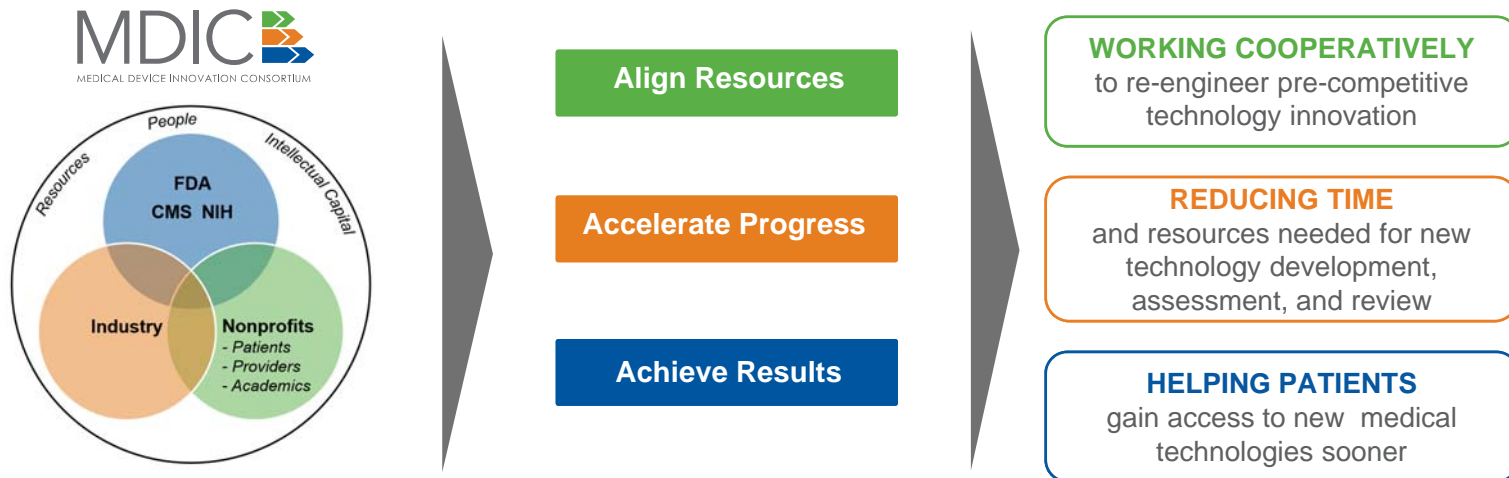 MDIC
MEDICAL DEVICE INNOVATION CONSORTIUM
Resources
People
Intellectual Capital
FDA
CMS NIH
Industry
Nonprofits
- Patients
- Providers
- Academics
Align Resources
Accelerate Progress
Achieve Results
WORKING COOPERATIVELY
to re-engineer pre-competitive
technology innovation
REDUCING TIME
and resources needed for new
technology development,
assessment, and review
HELPING PATIENTS
gain access to new medical
technologies sooner